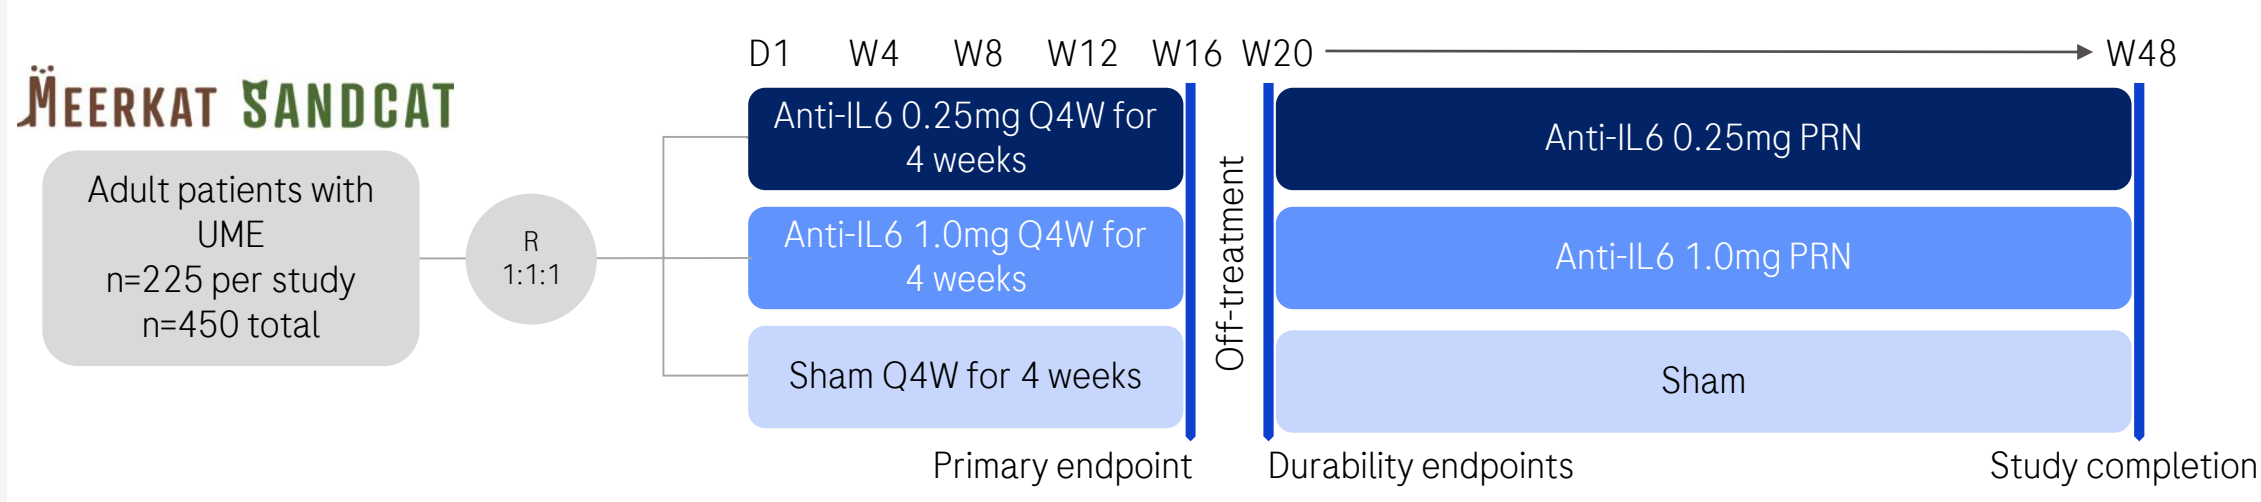 MEERKAT SANDCAT
Adult patients with
UME
n=225 per study
n=450 total
R
1:1:1
D1 W4 W8 W12 W16 W20 W48
Anti-IL6 0.25mg Q4W for
4 weeks
Anti-IL6 1.0mg Q4W for
4 weeks
Sham Q4W for 4 weeks
Off-treatment
Anti-IL6 0.25mg PRN
Anti-IL6 1.0mg PRN
Sham
Primary endpoint
Durability endpoints
Study completion